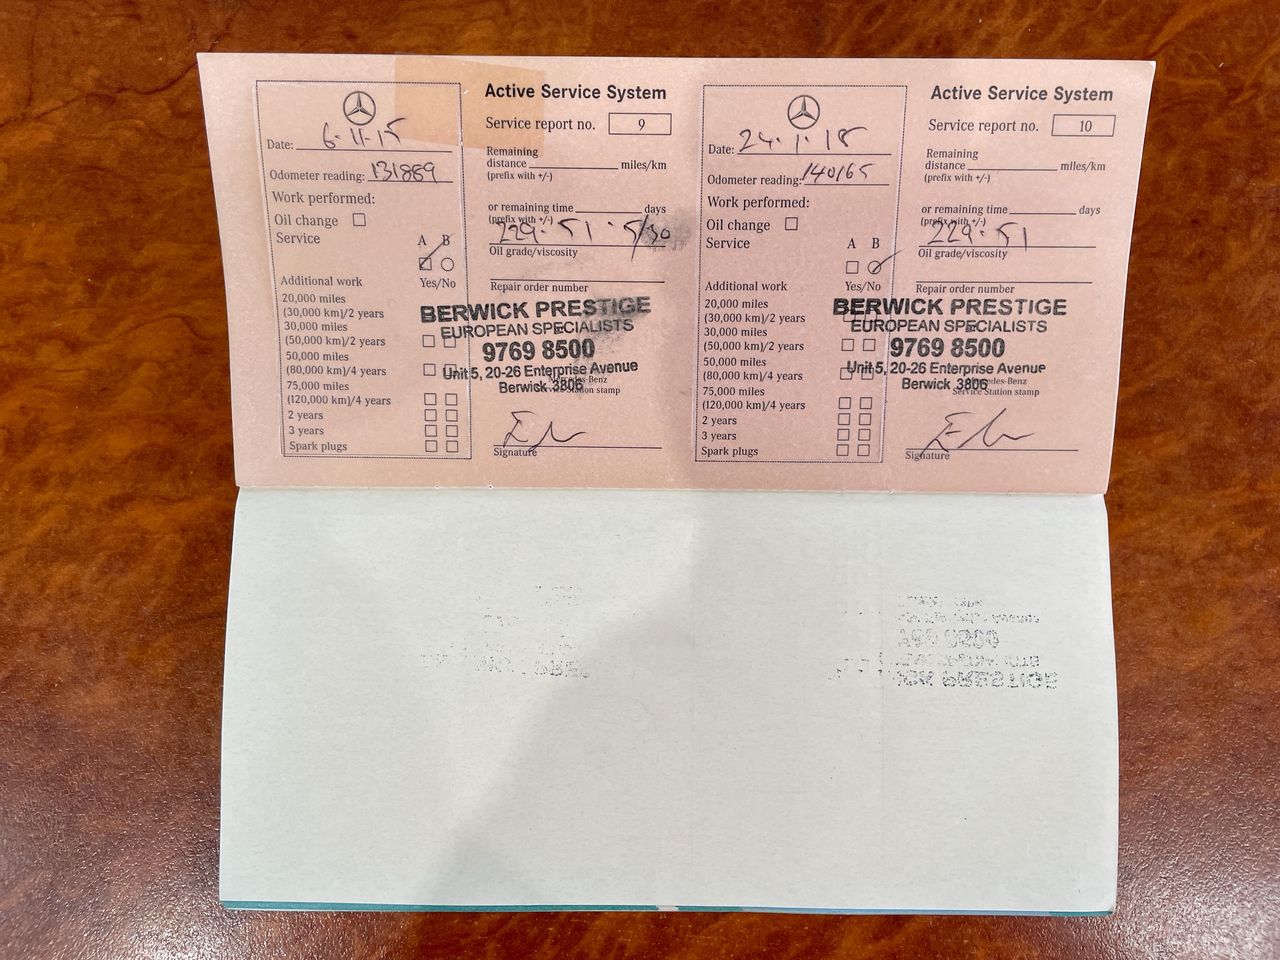 Active Service System
Service report no. 9
Date: 6-11-15
Odometer reading: 131889
Work performed:
Oil change
Service A B
Yes/No
Additional work
20,000 miles
(30,000 km)/2 years
30,000 miles
(50,000 km)/2 years
50,000 miles
(80,000 km)/4 years
75,000 miles
(120,000 km)/4 years
2 years
3 years
Spark plugs
Remaining
distance miles/km
(prefix with +/-)
or remaining time days
(prefix with +/-)
229.51 5/30
Oil grade/viscosity
Repair order number
BERWICK PRESTIGE
EUROPEAN SPECIALISTS
9769 8500
Unit 5, 20-26 Enterprise Avenue
Berwick 3806
Mercedes-Benz
Service Station stamp
Signature
Active Service System
Service report no. 10
Date: 24.1.18
Odometer reading: 140165
Work performed:
Oil change
Service A B
Yes/No
Additional work
20,000 miles
(30,000 km)/2 years
30,000 miles
(50,000 km)/2 years
50,000 miles
(80,000 km)/4 years
75,000 miles
(120,000 km)/4 years
2 years
3 years
Spark plugs
Remaining
distance miles/km
(prefix with +/-)
or remaining time days
(prefix with +/-)
229.51
Oil grade/viscosity
Repair order number
BERWICK PRESTIGE
EUROPEAN SPECIALISTS
9769 8500
Unit 5, 20-26 Enterprise Avenue
Berwick 3806
Mercedes-Benz
Service Station stamp
Signature